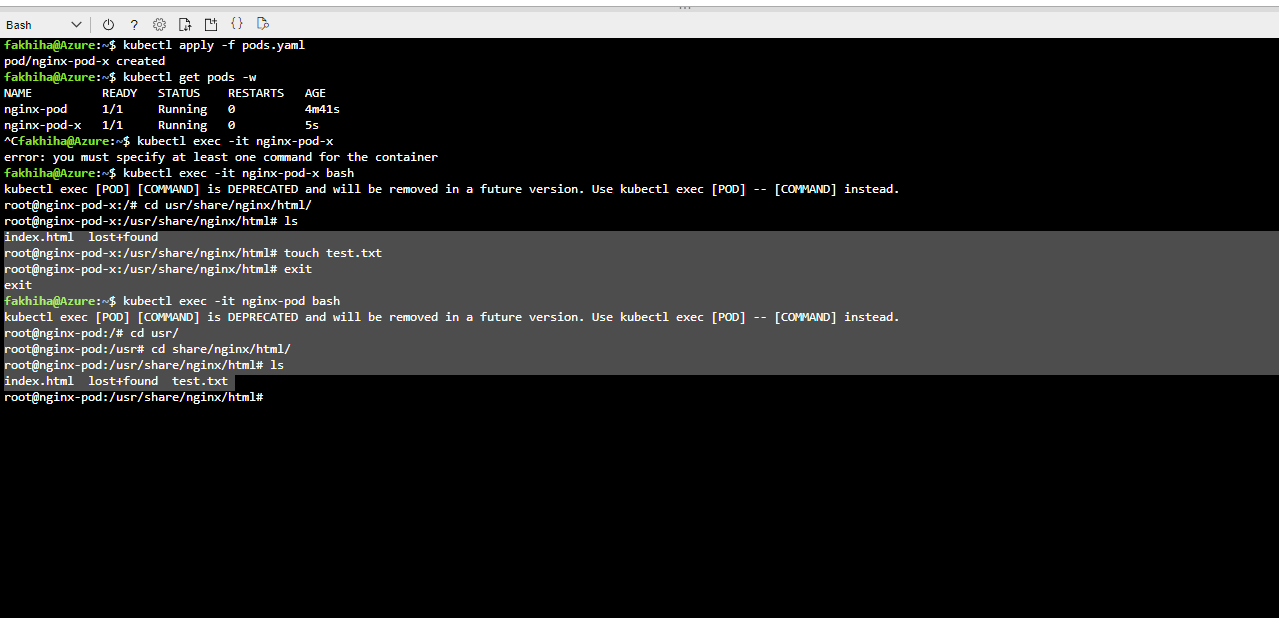 Bash
fakhiha@Azure:~$ kubectl apply -f pods.yaml
pod/nginx-pod-x created
fakhiha@Azure:~$ kubectl get pods -w
NAME          READY   STATUS    RESTARTS   AGE
nginx-pod     1/1     Running   0          4m41s
nginx-pod-x   1/1     Running   0          5s
^Cfakhiha@Azure:~$ kubectl exec -it nginx-pod-x
error: you must specify at least one command for the container
fakhiha@Azure:~$ kubectl exec -it nginx-pod-x bash
kubectl exec [POD] [COMMAND] is DEPRECATED and will be removed in a future version. Use kubectl exec [POD] -- [COMMAND] instead.
root@nginx-pod-x:/# cd usr/share/nginx/html/
root@nginx-pod-x:/usr/share/nginx/html# ls
index.html  lost+found
root@nginx-pod-x:/usr/share/nginx/html# touch test.txt
root@nginx-pod-x:/usr/share/nginx/html# exit
exit
fakhiha@Azure:~$ kubectl exec -it nginx-pod bash
kubectl exec [POD] [COMMAND] is DEPRECATED and will be removed in a future version. Use kubectl exec [POD] -- [COMMAND] instead.
root@nginx-pod:/# cd usr/
root@nginx-pod:/usr# cd share/nginx/html/
root@nginx-pod:/usr/share/nginx/html# ls
index.html  lost+found  test.txt
root@nginx-pod:/usr/share/nginx/html#